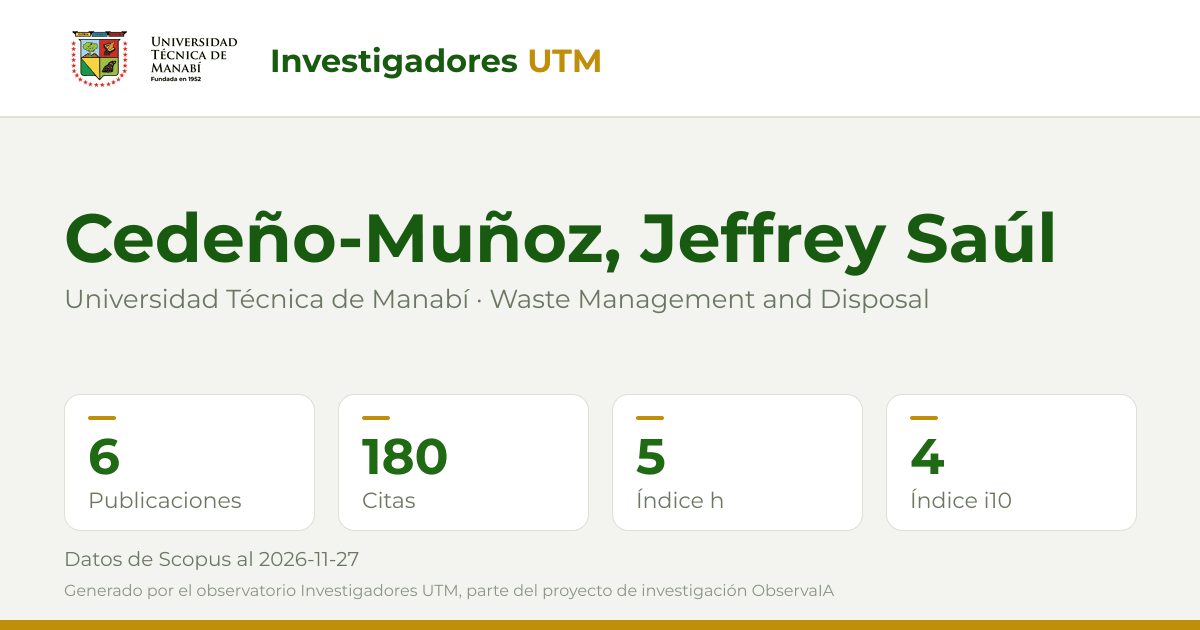 UNIVERSIDAD
TÉCNICA DE
MANABÍ
Fundada en 1952
Investigadores UTM
Cedeño-Muñoz, Jeffrey Saúl
Universidad Técnica de Manabí · Waste Management and Disposal
6
Publicaciones
180
Citas
5
Índice h
4
Índice i10
Datos de Scopus al 2026-11-27
Generado por el observatorio Investigadores UTM, parte del proyecto de investigación ObservaIA